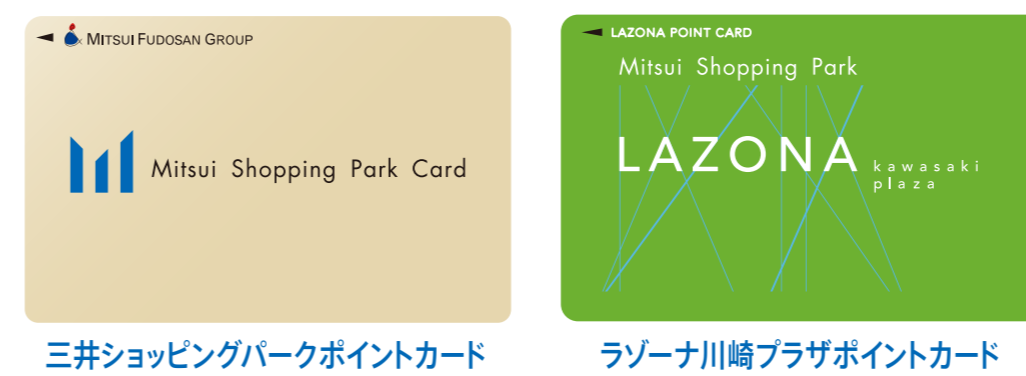 MITSUI FUDOSAN GROUP
Mitsui Shopping Park Card
三井ショッピングパークポイントカード
LAZONA POINT CARD
Mitsui Shopping Park
LAZONA
kawasaki
plaza
ラゾーナ川崎プラザポイントカード